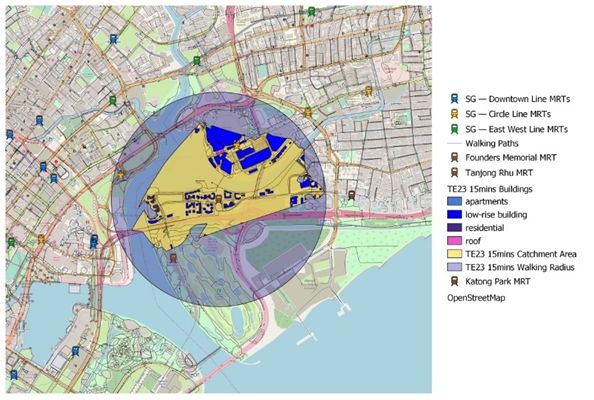 SG — Downtown Line MRTs
SG — Circle Line MRTs
SG — East West Line MRTs
Walking Paths
Founders Memorial MRT
Tanjong Rhu MRT
TE23 15mins Buildings
apartments
low-rise building
residential
roof
TE23 15mins Catchment Area
TE23 15mins Walking Radius
Katong Park MRT
OpenStreetMap